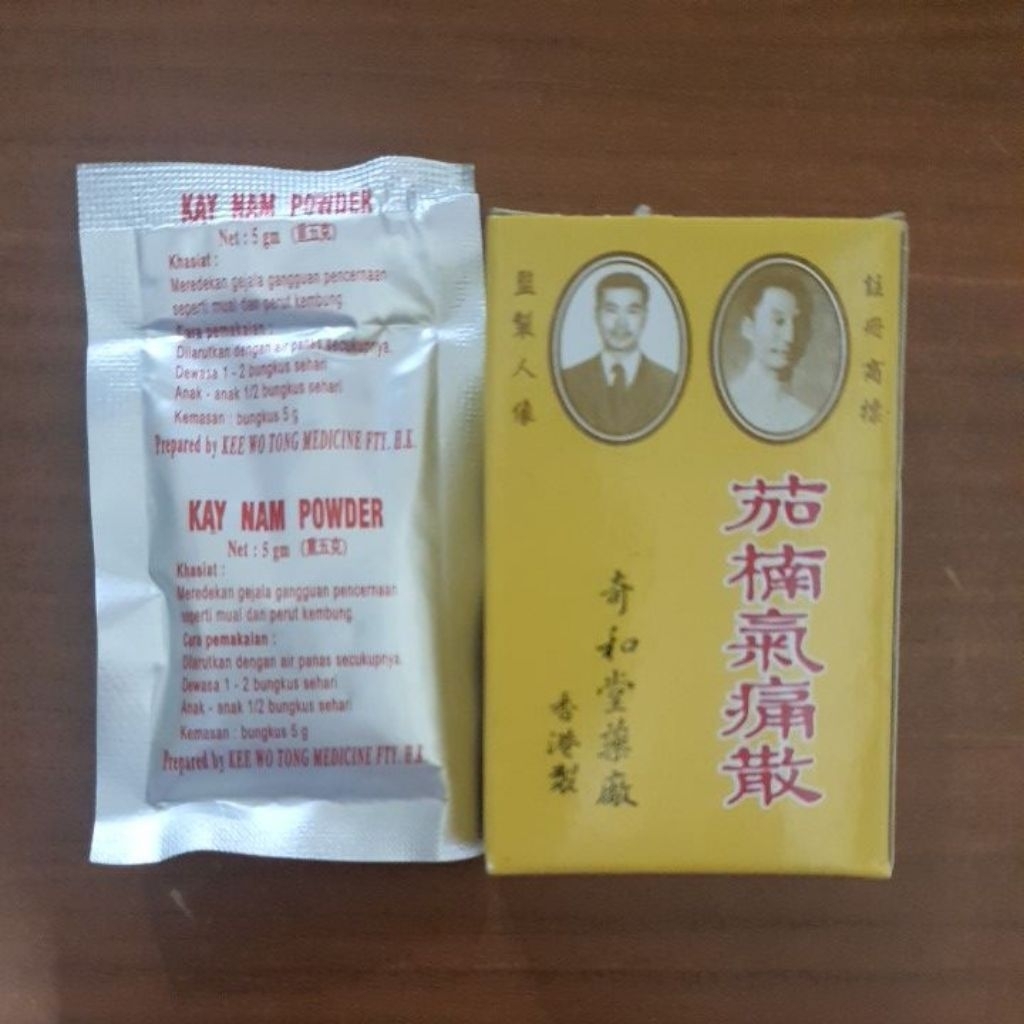 KAY NAM POWDER
Net : 5 gm (重五克)
Khasiat :
Meredekan gejala gangguan pencernaan
seperti mual dan perut kembung
Cara pemakaian :
Dilarutkan dengan air panas secukupnya.
Dewasa 1 - 2 bungkus sehari
Anak - anak 1/2 bungkus sehari
Kemasan : bungkus 5 g
Prepared by KEE WO TONG MEDICINE FTY. H.K.
KAY NAM POWDER
Net : 5 gm (重五克)
Khasiat :
Meredekan gejala gangguan pencernaan
seperti mual dan perut kembung
Cara pemakaian :
Dilarutkan dengan air panas secukupnya.
Dewasa 1 - 2 bungkus sehari
Anak - anak 1/2 bungkus sehari
Kemasan : bungkus 5 g
Prepared by KEE WO TONG MEDICINE FTY. H.K.
註冊商標
監製人像
茄楠氣痛散
奇和堂藥廠
香港製